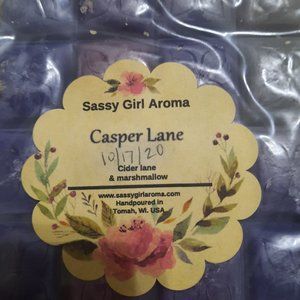 Sassy Girl Aroma
Casper Lane
10/17/20
Cider lane
& marshmallow
www.sassygirlaroma.com
Handpoured in
Tomah, WI. USA